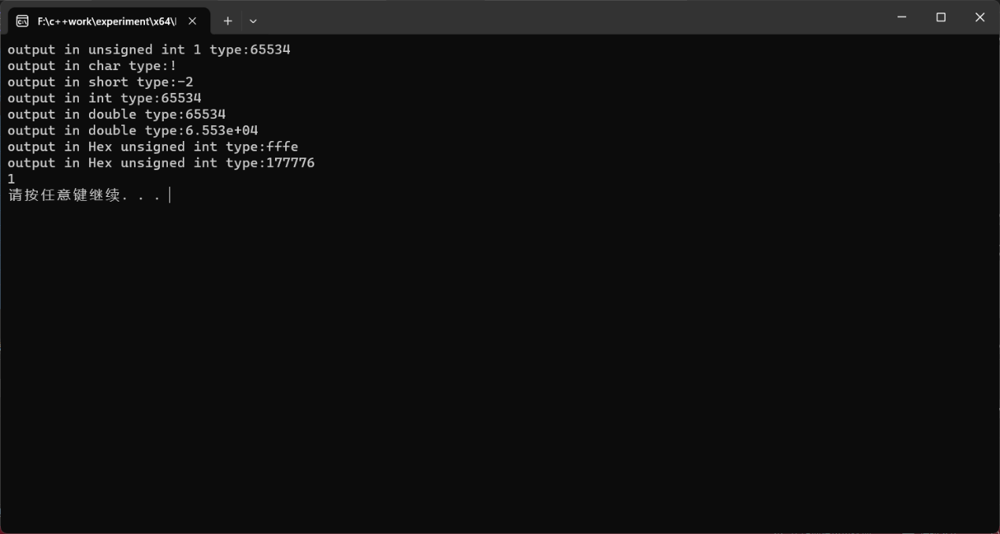 F:\c++work\experiment\x64\
output in unsigned int 1 type:65534
output in char type:!
output in short type:-2
output in int type:65534
output in double type:65534
output in double type:6.553e+04
output in Hex unsigned int type:fffe
output in Hex unsigned int type:177776
1
请按任意键继续. . .